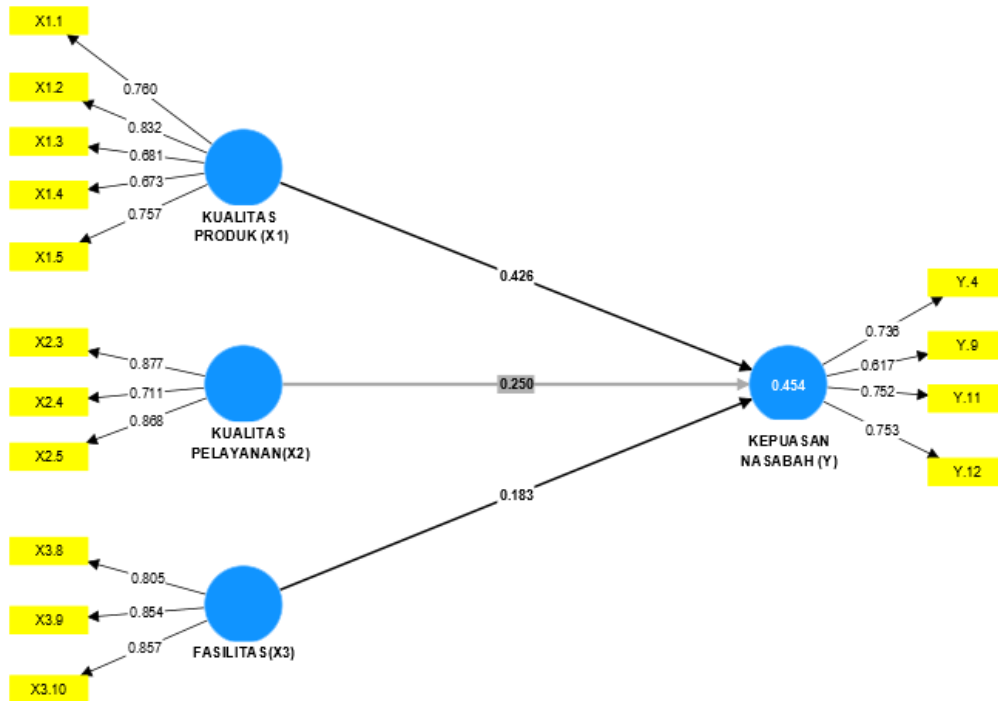 X1.1
0.760
X1.2
0.832
X1.3
0.681
X1.4
0.673
0.757
X1.5
KUALITAS
PRODUK (X1)
0.426
X2.3
0.877
X2.4
0.711
0.868
X2.5
KUALITAS
PELAYANAN(X2)
0.250
X3.8
0.805
X3.9
0.854
0.857
X3.10
FASILITAS(X3)
0.183
0.454
KEPUASAN
NASABAH (Y)
Y.4
0.736
Y.9
0.617
0.752
Y.11
0.753
Y.12